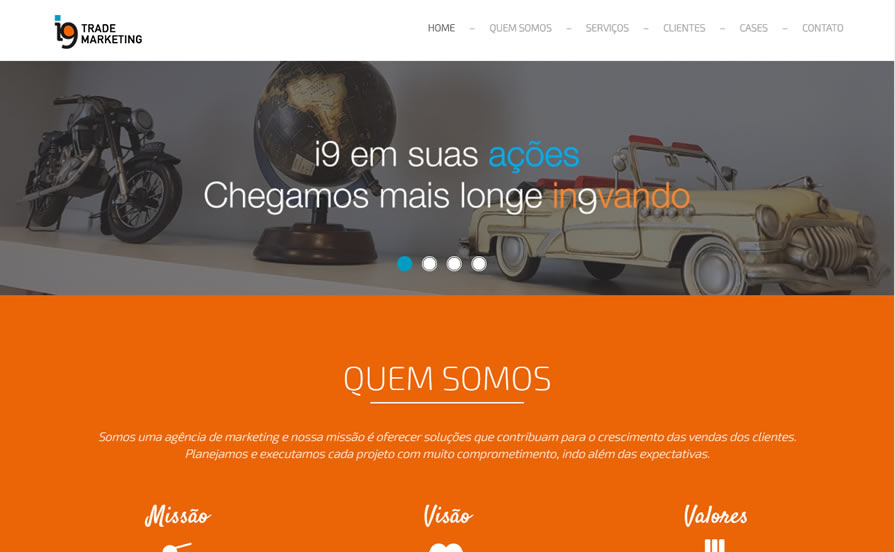 i9 TRADE
MARKETING
HOME – QUEM SOMOS – SERVIÇOS – CLIENTES – CASES – CONTATO
i9 em suas ações
Chegamos mais longe in9vando
QUEM SOMOS
Somos uma agência de marketing e nossa missão é oferecer soluções que contribuam para o crescimento das vendas dos clientes.
Planejamos e executamos cada projeto com muito comprometimento, indo além das expectativas.
Missão Visão Valores